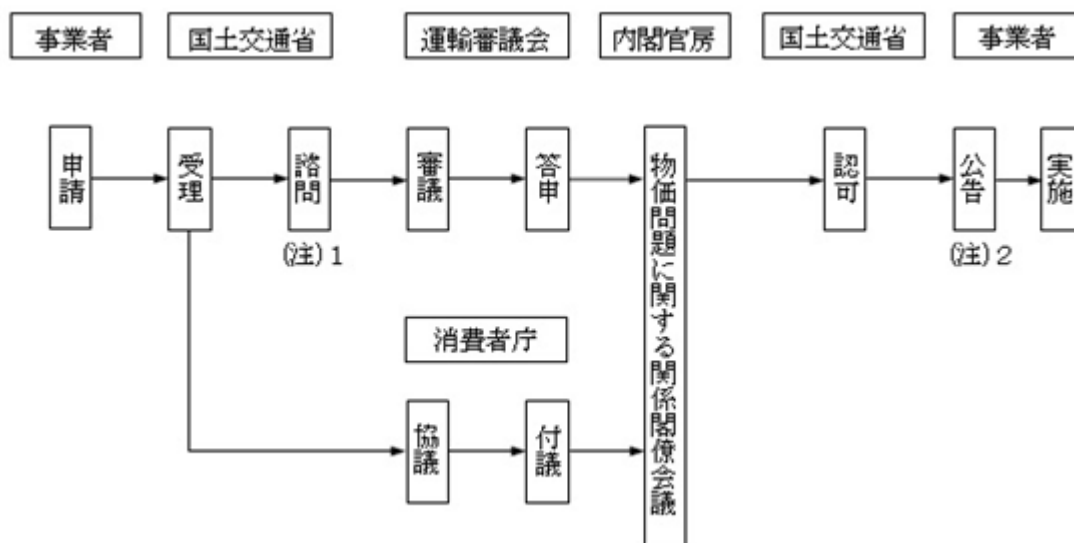 事業者
国土交通省
運輸審議会
内閣官房
国土交通省
事業者
申請
受理
諮問
審議
答申
物価問題に関する関係閣僚会議
認可
公告
実施
(注)1
(注)2
消費者庁
協議
付議